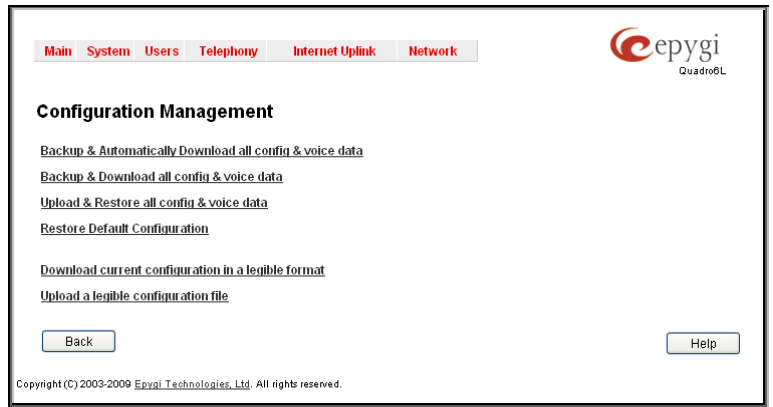 Main System Users Telephony Internet Uplink Network
epygi
Quadro6L
Configuration Management
Backup & Automatically Download all config & voice data
Backup & Download all config & voice data
Upload & Restore all config & voice data
Restore Default Configuration
Download current configuration in a legible format
Upload a legible configuration file
Back
Help
Copyright (C) 2003-2009 Epygi Technologies, Ltd. All rights reserved.